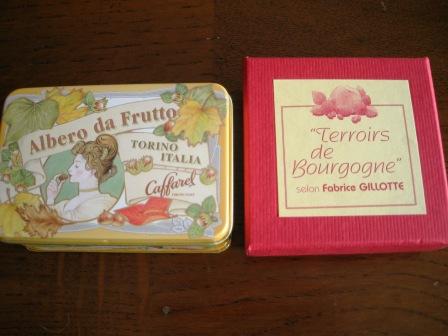 Albero da Frutto
TORINO
ITALIA
Caffarel
"Terroirs
de
Bourgogne"
selon Fabrice GILLOTTE